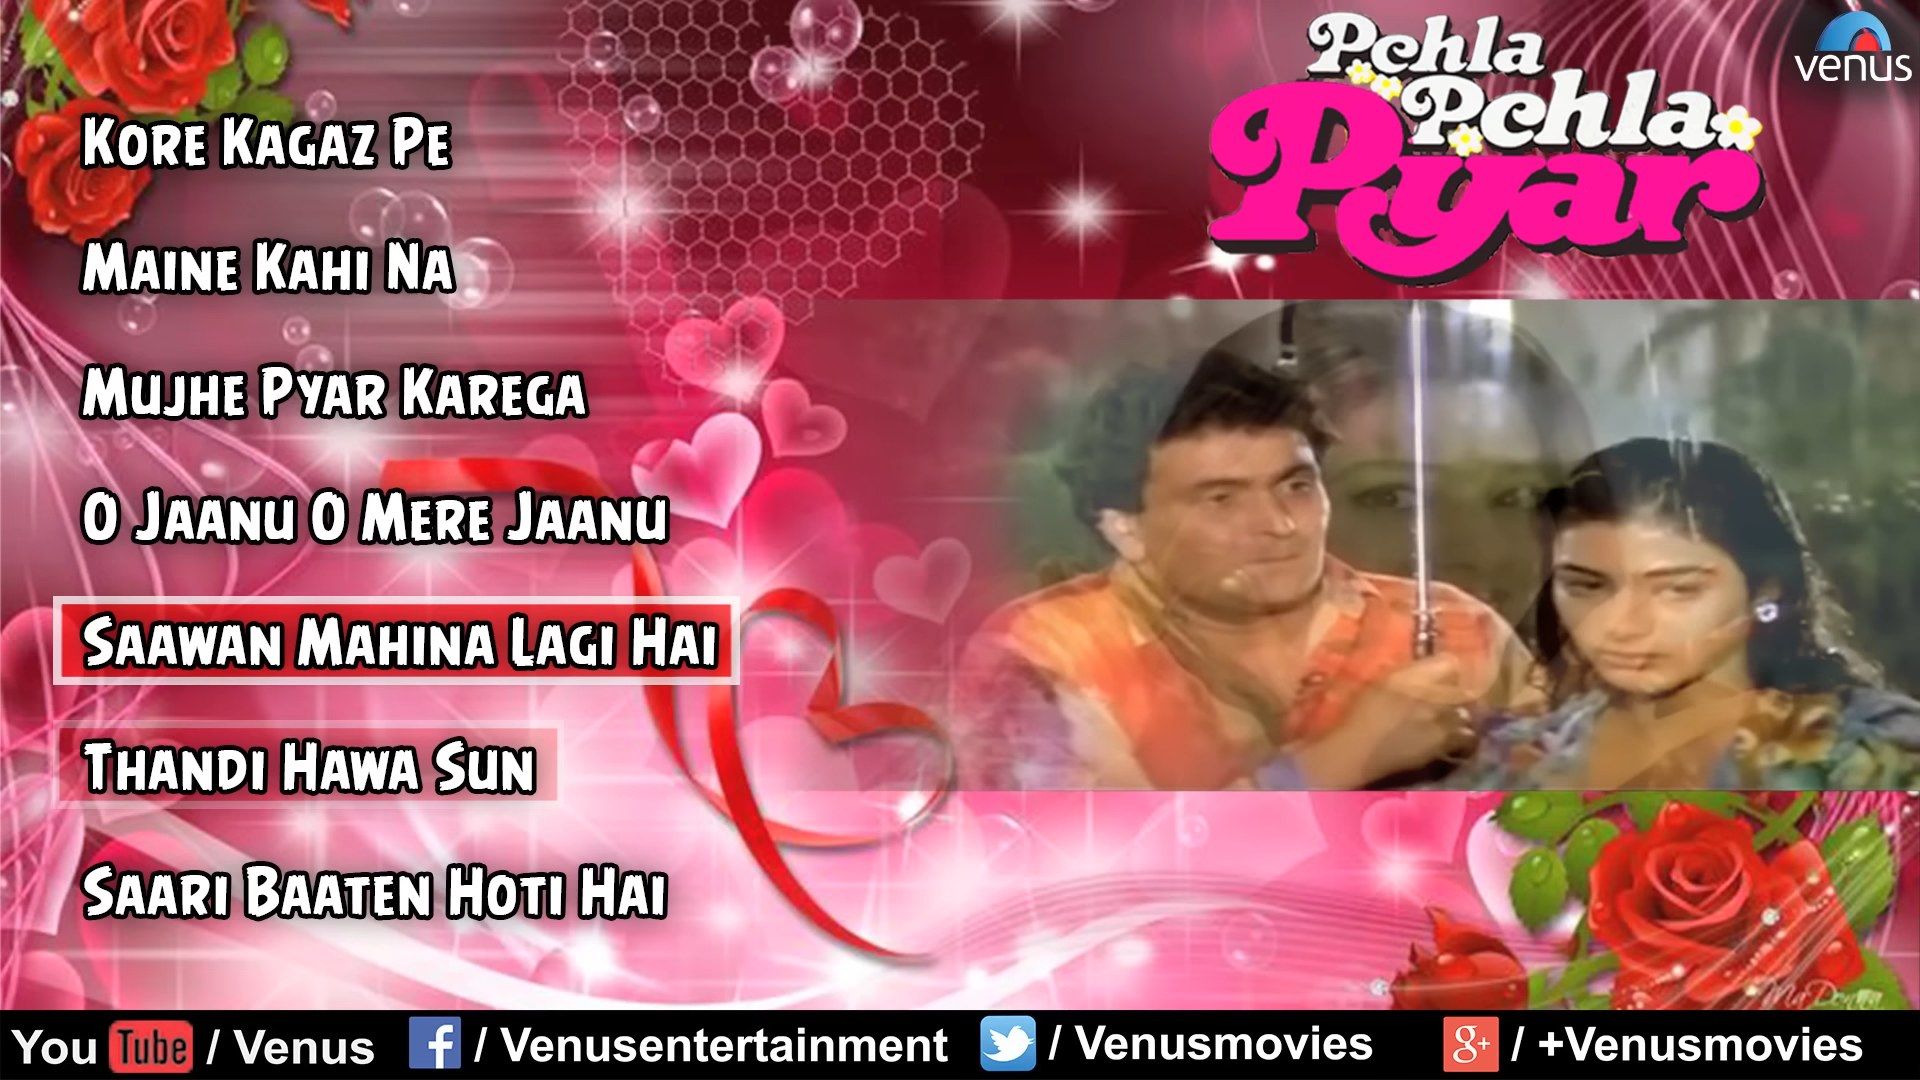 Pehla
Pehla
Pyar
venus
KORE KAGAZ PE
MAINE KAHI NA
MUJHE PYAR KAREGA
O JAANU O MERE JAANU
SAAWAN MAHINA LAGI HAI
THANDI HAWA SUN
SAARI BAATEN HOTI HAI
MaDonna
You Tube / Venus f / Venusentertainment / Venusmovies g+ / +Venusmovies